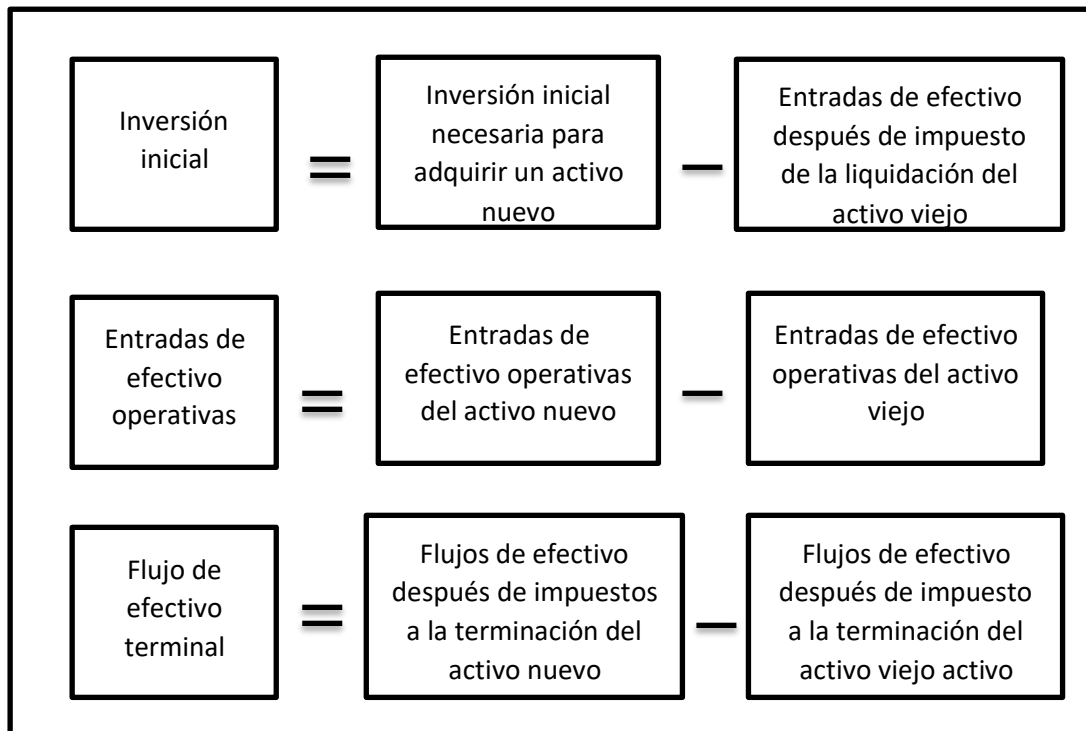 Inversión
inicial
=
Inversión inicial
necesaria para
adquirir un activo
nuevo
–
Entradas de efectivo
después de impuesto
de la liquidación del
activo viejo
Entradas de
efectivo
operativas
=
Entradas de
efectivo operativas
del activo nuevo
–
Entradas de efectivo
operativas del activo
viejo
Flujo de
efectivo
terminal
=
Flujos de efectivo
después de impuestos
a la terminación del
activo nuevo
–
Flujos de efectivo
después de impuesto
a la terminación del
activo viejo activo